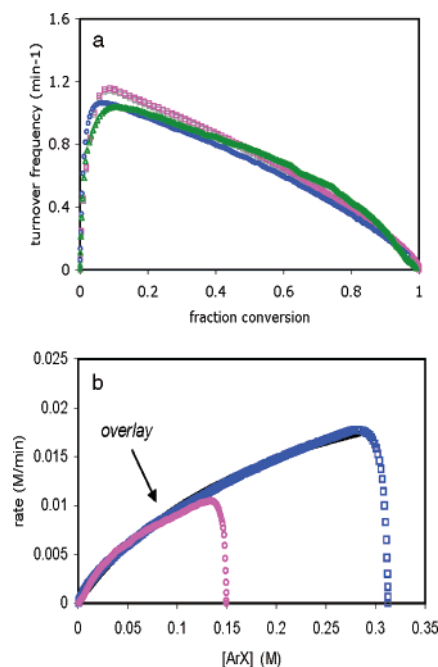 a
1.6
1.2
0.8
0.4
0
turnover frequency (min-1)
0 0.2 0.4 0.6 0.8 1
fraction conversion
b
0.025
0.02
0.015
0.01
0.005
0
rate (M/min)
overlay
0 0.05 0.1 0.15 0.2 0.25 0.3 0.35
[ArX] (M)